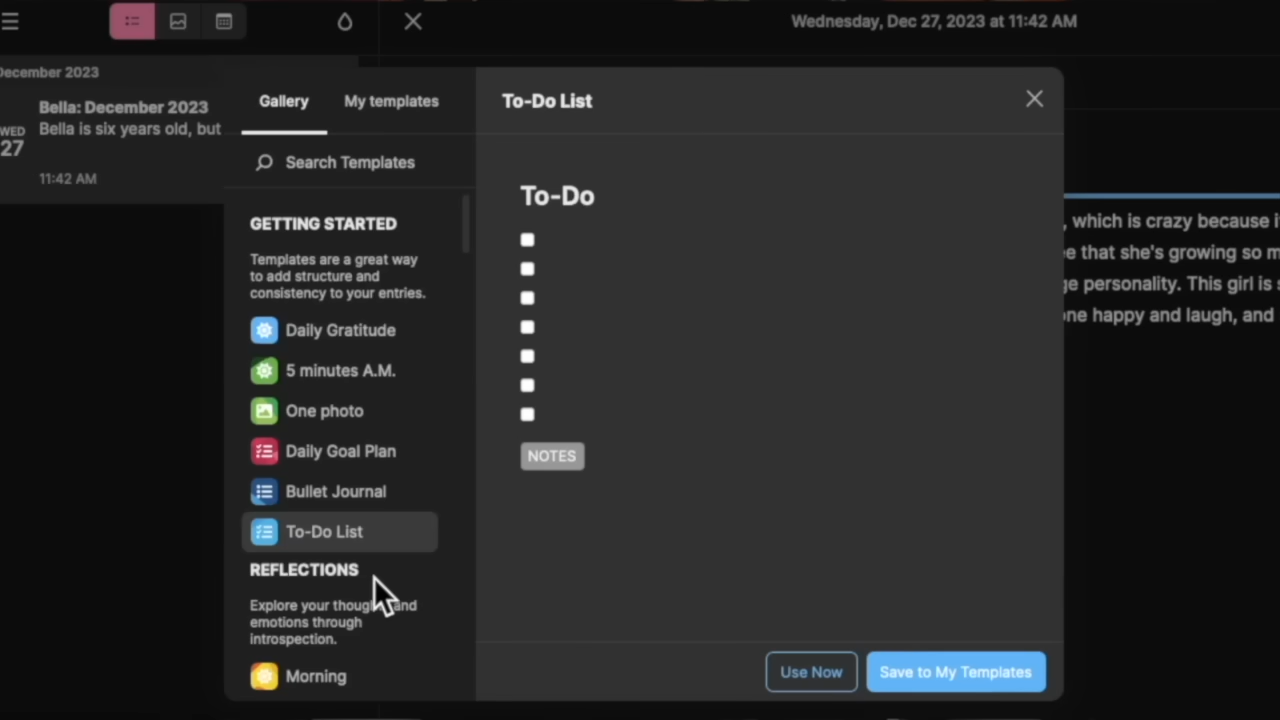 Wednesday, Dec 27, 2023 at 11:42 AM
December 2023
Bella: December 2023
WED
27
Bella is six years old, but
11:42 AM
Gallery
My templates
Search Templates
GETTING STARTED
Templates are a great way
to add structure and
consistency to your entries.
Daily Gratitude
5 minutes A.M.
One photo
Daily Goal Plan
Bullet Journal
To-Do List
REFLECTIONS
Explore your and
emotions through
introspection.
Morning
To-Do List
To-Do
NOTES
Use Now
Save to My Templates
, which is crazy because
that she's growing so
personality. This girl is
happy and laugh, and